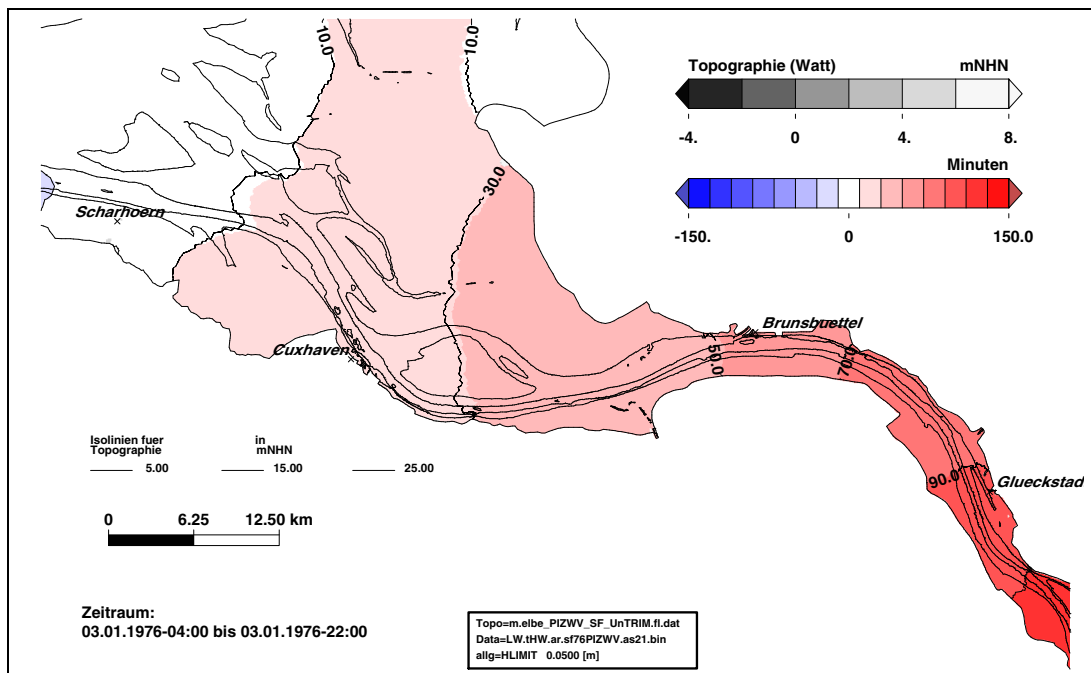 10.0
10.0
Topographie (Watt) mNHN
-4. 0 4. 8.
Minuten
-150. 0 150.0
30.0
Scharhoern
Brunsbuettel
Cuxhaven
50.0
70.0
Isolinien fuer Topographie in mNHN
5.00 15.00 25.00
90.0
Glueckstad
0 6.25 12.50 km
Zeitraum:
03.01.1976-04:00 bis 03.01.1976-22:00
Topo=m.elbe_PIZWV_SF_UnTRIM.fl.dat
Data=LW.tHW.ar.sf76PIZWV.as21.bin
allg=HLIMIT 0.0500 [m]